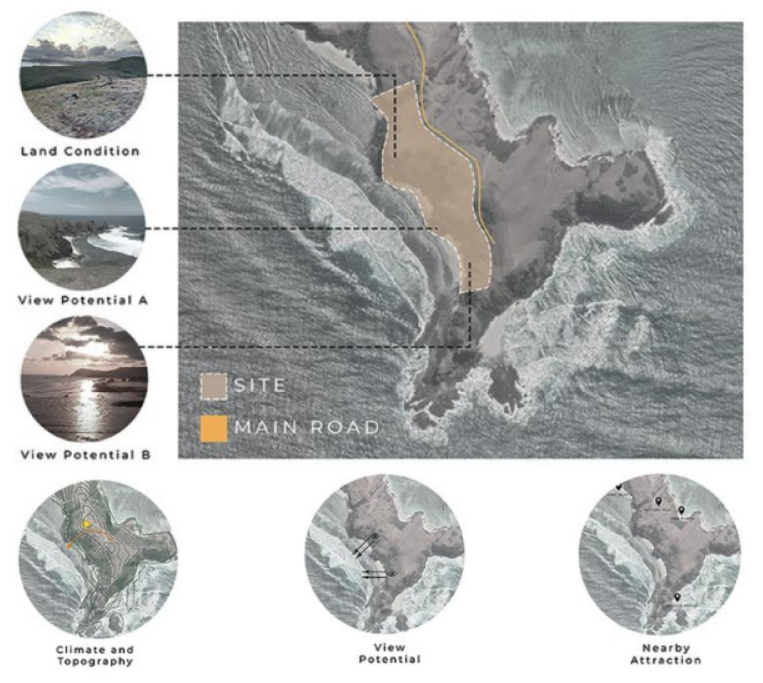 Land Condition
View Potential A
View Potential B
SITE
MAIN ROAD
Climate and
Topography
View
Potential
Nearby
Attraction